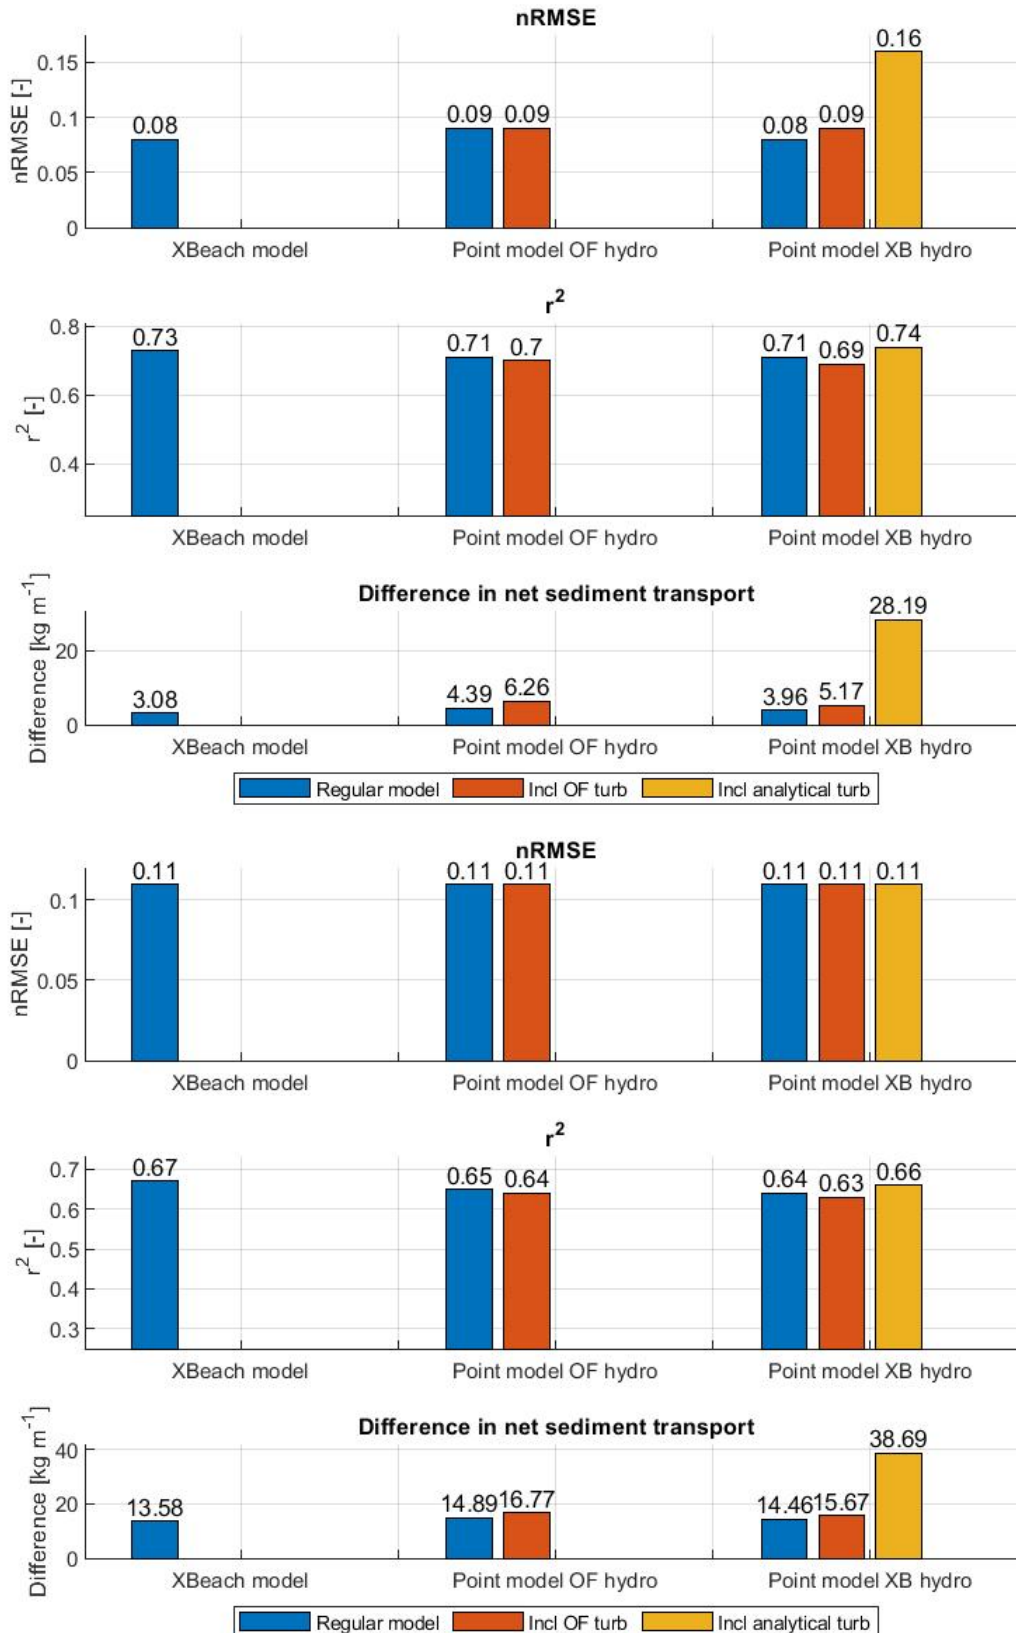 nRMSE
nRMSE [-]
0.15
0.1
0.05
0
0.08
0.09 0.09
0.08 0.09 0.16
XBeach model Point model OF hydro Point model XB hydro
r²
r² [-]
0.8
0.6
0.4
0.73
0.71 0.7
0.71 0.69 0.74
XBeach model Point model OF hydro Point model XB hydro
Difference in net sediment transport
Difference [kg m⁻¹]
20
0
3.08
4.39 6.26
3.96 5.17 28.19
XBeach model Point model OF hydro Point model XB hydro
Regular model Incl OF turb Incl analytical turb
nRMSE
nRMSE [-]
0.1
0.05
0
0.11
0.11 0.11
0.11 0.11 0.11
XBeach model Point model OF hydro Point model XB hydro
r²
r² [-]
0.7
0.6
0.5
0.4
0.3
0.67
0.65 0.64
0.64 0.63 0.66
XBeach model Point model OF hydro Point model XB hydro
Difference in net sediment transport
Difference [kg m⁻¹]
40
20
0
13.58
14.89 16.77
14.46 15.67 38.69
XBeach model Point model OF hydro Point model XB hydro
Regular model Incl OF turb Incl analytical turb